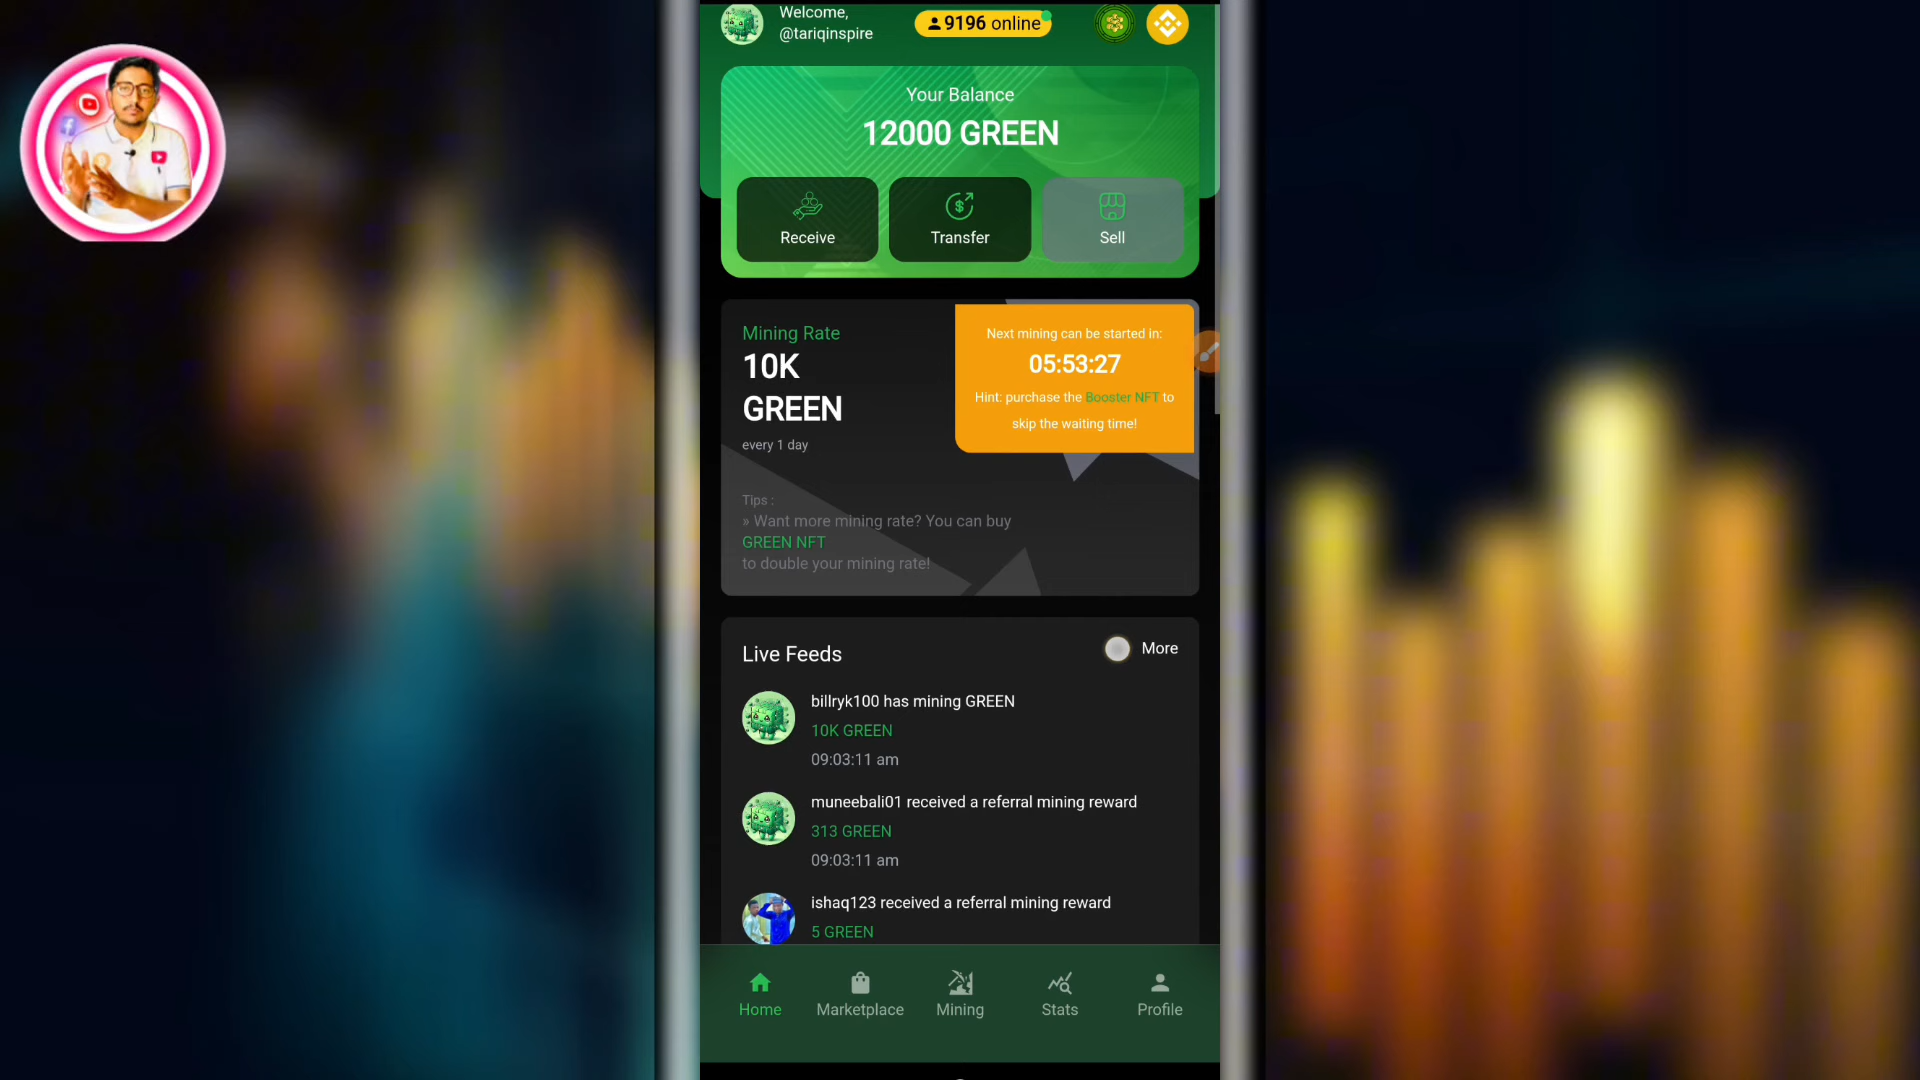 Welcome,
@tariqinspire
9196 online
Your Balance
12000 GREEN
Receive
Transfer
Sell
Mining Rate
10K
GREEN
every 1 day
Next mining can be started in:
05:53:27
Hint: purchase the Booster NFT to
skip the waiting time!
Tips :
» Want more mining rate? You can buy
GREEN NFT
to double your mining rate!
Live Feeds
More
billryk100 has mining GREEN
10K GREEN
09:03:11 am
muneebali01 received a referral mining reward
313 GREEN
09:03:11 am
ishaq123 received a referral mining reward
5 GREEN
Home
Marketplace
Mining
Stats
Profile